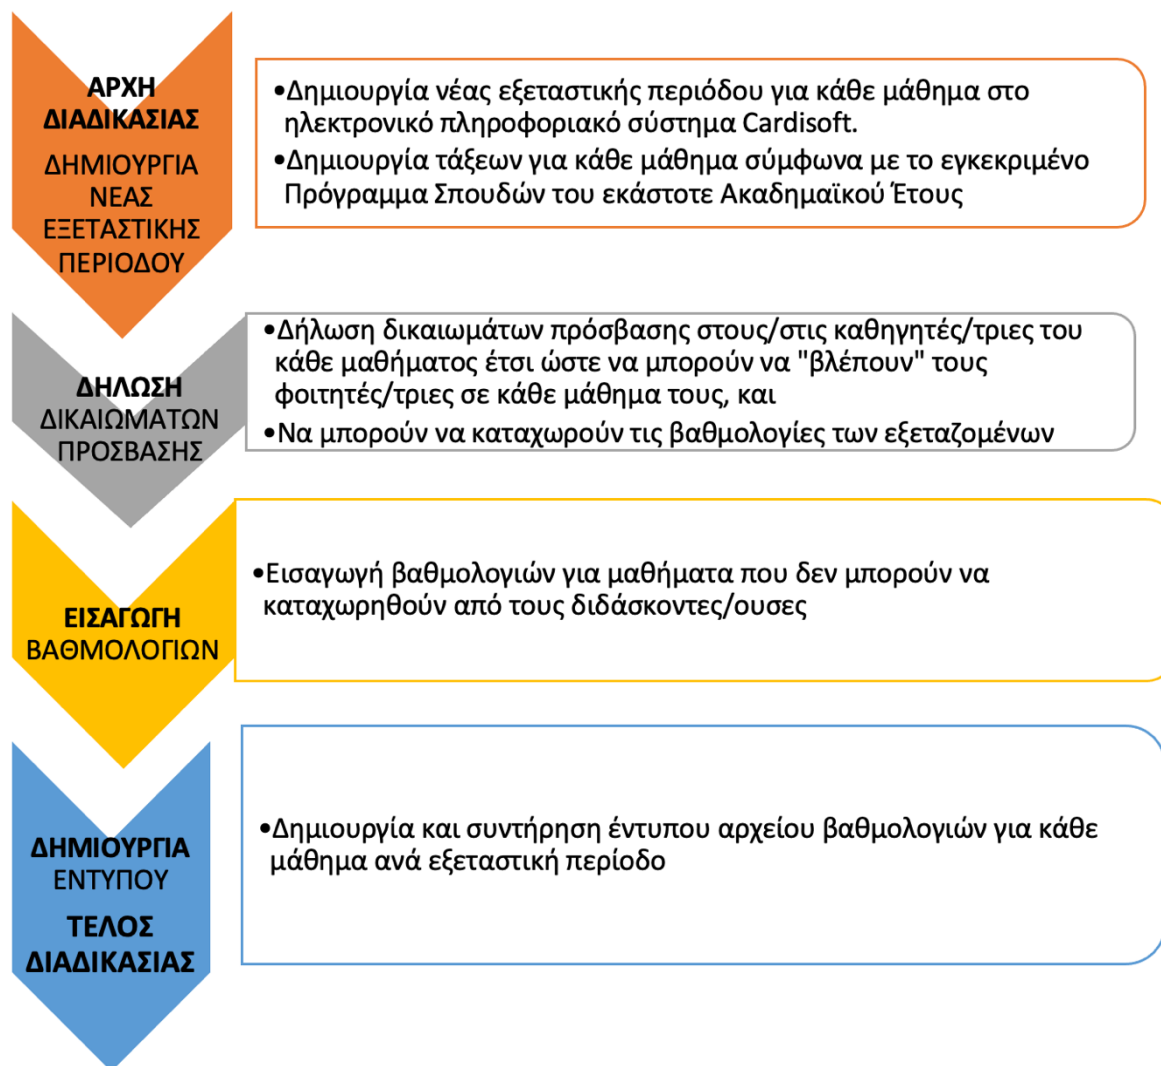 ΑΡΧΗ
ΔΙΑΔΙΚΑΣΙΑΣ
ΔΗΜΙΟΥΡΓΙΑ
ΝΕΑΣ
ΕΞΕΤΑΣΤΙΚΗΣ
ΠΕΡΙΟΔΟΥ
•Δημιουργία νέας εξεταστικής περιόδου για κάθε μάθημα στο
ηλεκτρονικό πληροφοριακό σύστημα Cardisoft.
•Δημιουργία τάξεων για κάθε μάθημα σύμφωνα με το εγκεκριμένο
Πρόγραμμα Σπουδών του εκάστοτε Ακαδημαϊκού Έτους
ΔΗΛΩΣΗ
ΔΙΚΑΙΩΜΑΤΩΝ
ΠΡΟΣΒΑΣΗΣ
•Δήλωση δικαιωμάτων πρόσβασης στους/στις καθηγητές/τριες του
κάθε μαθήματος έτσι ώστε να μπορούν να "βλέπουν" τους
φοιτητές/τριες σε κάθε μάθημα τους, και
•Να μπορούν να καταχωρούν τις βαθμολογίες των εξεταζομένων
ΕΙΣΑΓΩΓΗ
ΒΑΘΜΟΛΟΓΙΩΝ
•Εισαγωγή βαθμολογιών για μαθήματα που δεν μπορούν να
καταχωρηθούν από τους διδάσκοντες/ουσες
ΔΗΜΙΟΥΡΓΙΑ
ΕΝΤΥΠΟΥ
ΤΕΛΟΣ
ΔΙΑΔΙΚΑΣΙΑΣ
•Δημιουργία και συντήρηση έντυπου αρχείου βαθμολογιών για κάθε
μάθημα ανά εξεταστική περίοδο